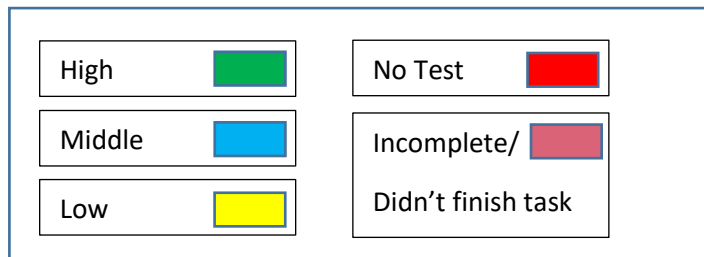 High
Middle
Low
No Test
Incomplete/
Didn’t finish task